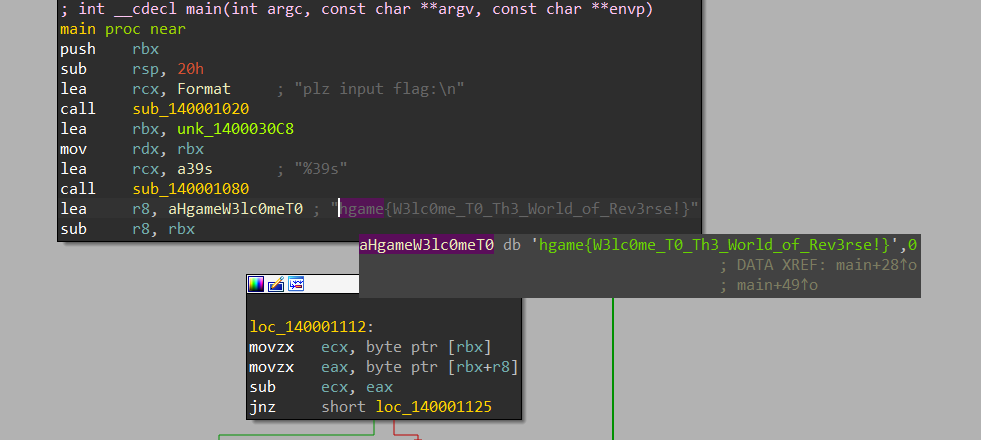 ; int __cdecl main(int argc, const char **argv, const char **envp)
main proc near
push rbx
sub rsp, 20h
lea rcx, Format ; "plz input flag:\n"
call sub_140001020
lea rbx, unk_1400030C8
mov rdx, rbx
lea rcx, a39s ; "%39s"
call sub_140001080
lea r8, aHgameW3lc0meT0 ; "hgame{W3lc0me_T0_Th3_World_of_Rev3rse!}"
sub r8, rbx
aHgameW3lc0meT0 db 'hgame{W3lc0me_T0_Th3_World_of_Rev3rse!}',0
; DATA XREF: main+28↑o
; main+49↑o
loc_140001112:
movzx ecx, byte ptr [rbx]
movzx eax, byte ptr [rbx+r8]
sub ecx, eax
jnz short loc_140001125